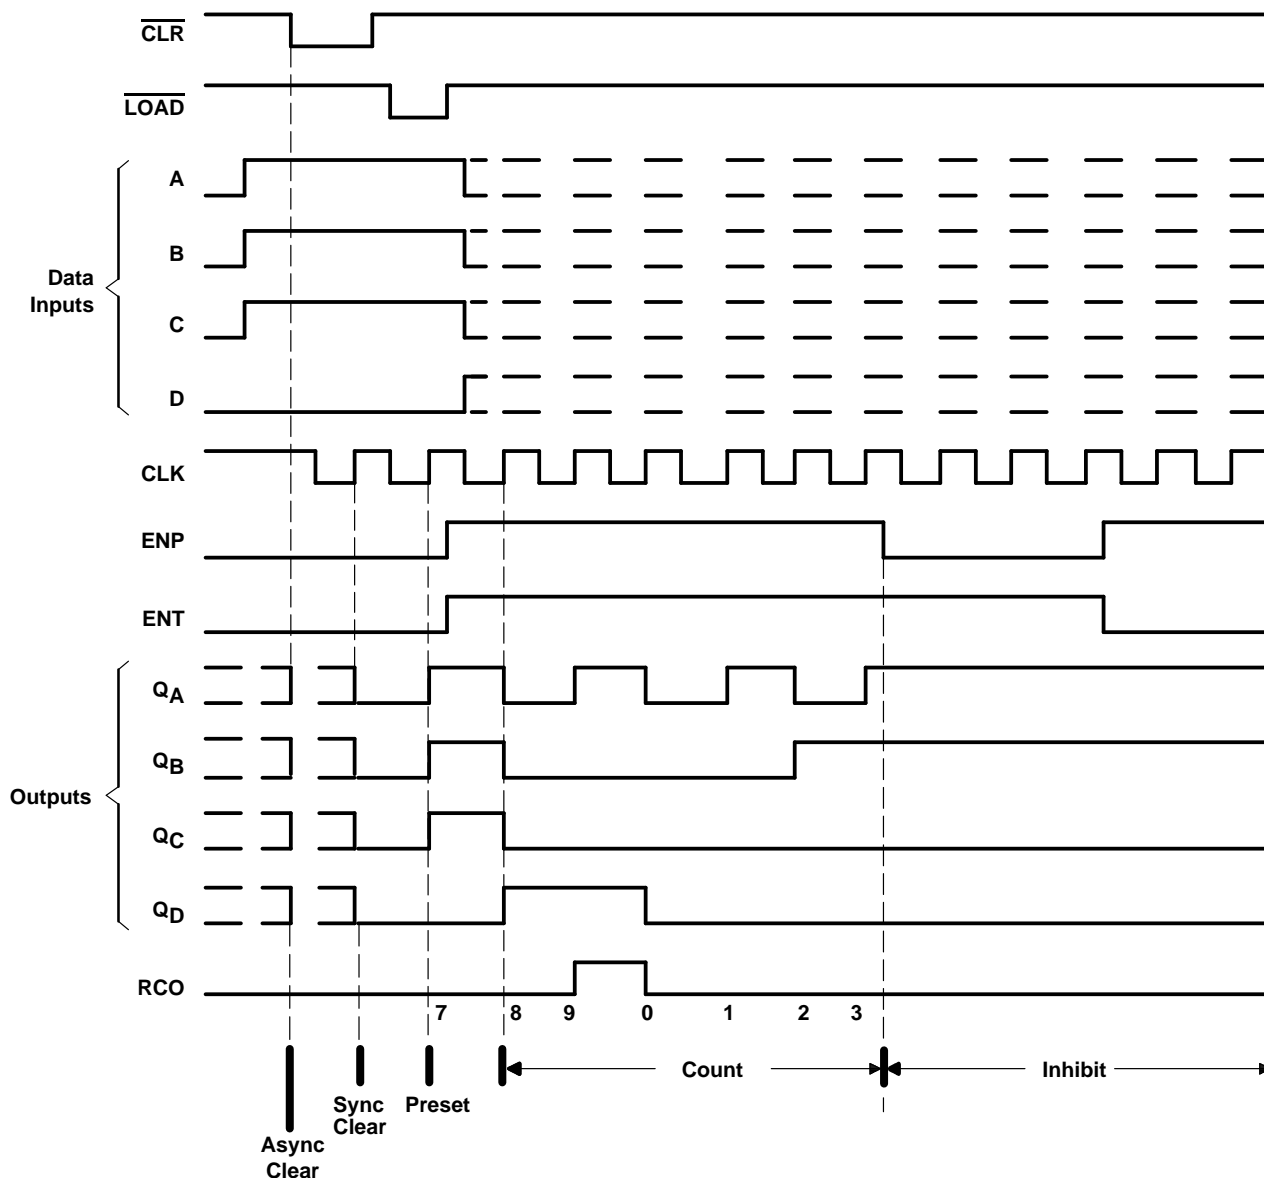 CLR
LOAD
A
B
Data
Inputs
C
D
CLK
ENP
ENT
QA
QB
Outputs
QC
QD
RCO
7 8 9 0 1 2 3
Count Inhibit
Sync
Clear
Preset
Async
Clear